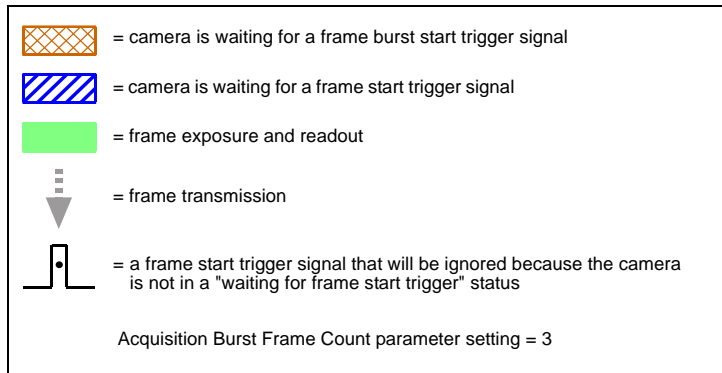 = camera is waiting for a frame burst start trigger signal
= camera is waiting for a frame start trigger signal
= frame exposure and readout
= frame transmission
= a frame start trigger signal that will be ignored because the camera
is not in a "waiting for frame start trigger" status
Acquisition Burst Frame Count parameter setting = 3